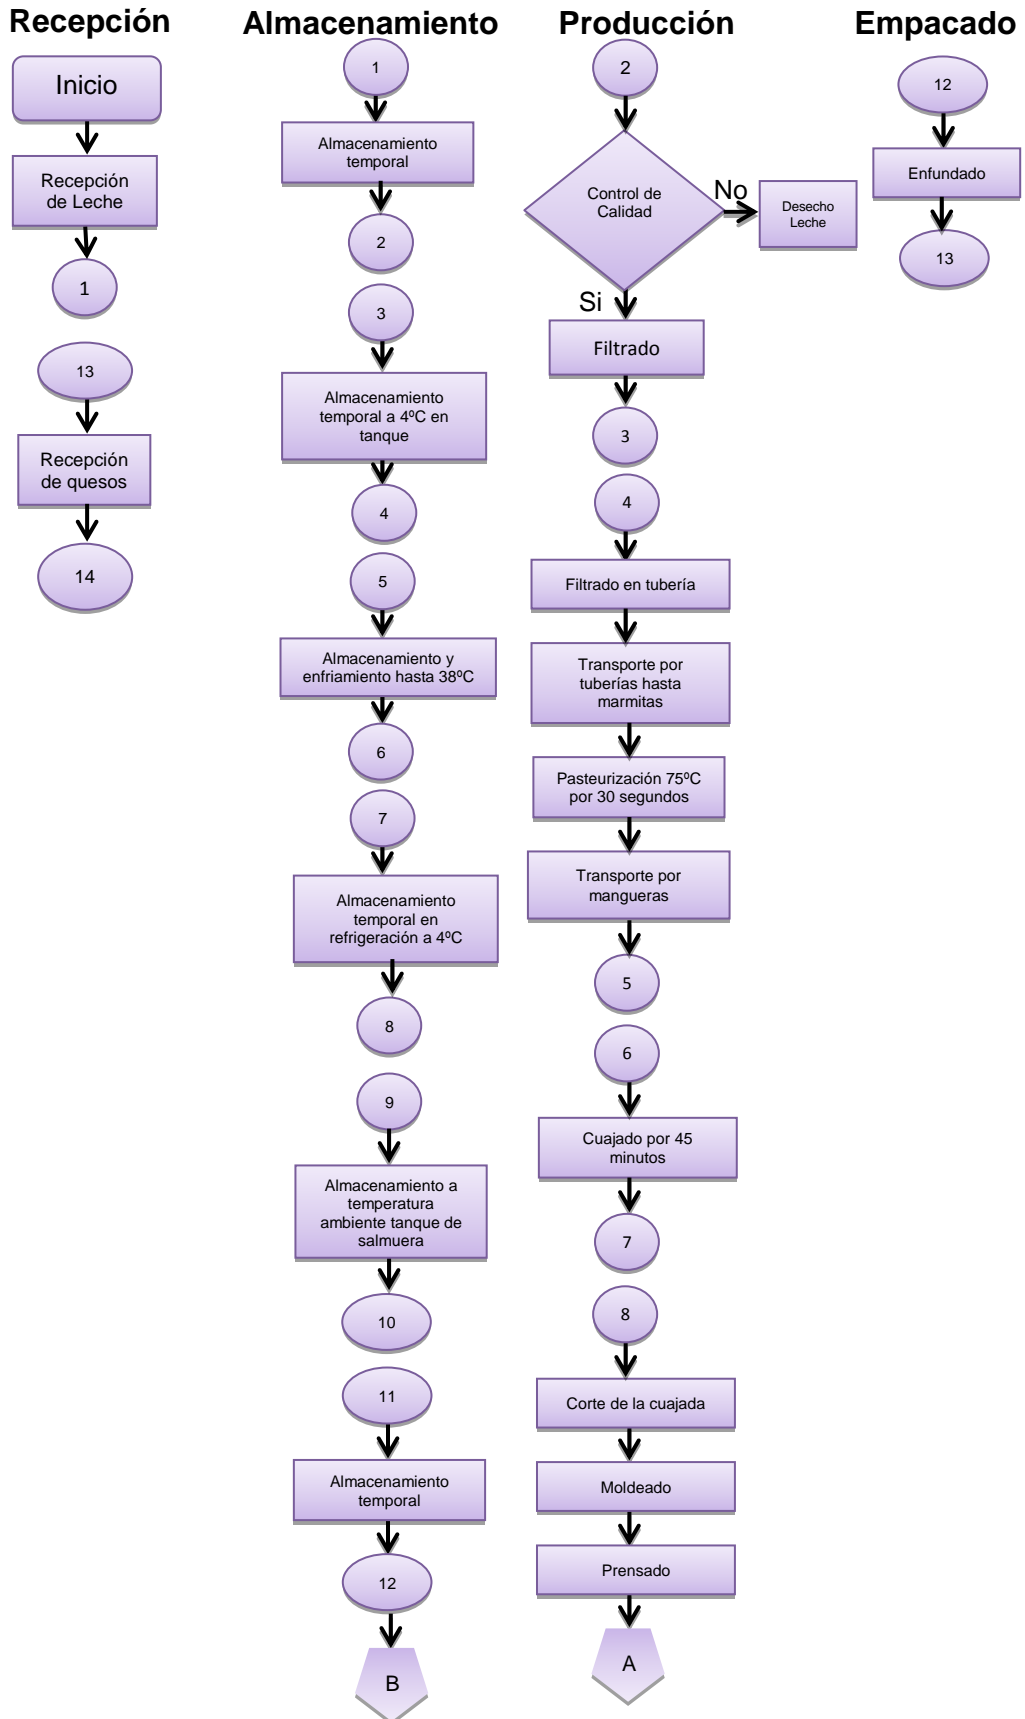 Recepción
Inicio
Recepción
de Leche
1
13
Recepción
de quesos
14
Almacenamiento
1
Almacenamiento
temporal
2
3
Almacenamiento
temporal a 4ºC en
tanque
4
5
Almacenamiento y
enfriamiento hasta 38ºC
6
7
Almacenamiento
temporal en
refrigeración a 4ºC
8
9
Almacenamiento a
temperatura
ambiente tanque de
salmuera
10
11
Almacenamiento
temporal
12
B
Producción
2
Control de
Calidad
No
Desecho
Leche
Si
Filtrado
3
4
Filtrado en tubería
Transporte por
tuberías hasta
marmitas
Pasteurización 75ºC
por 30 segundos
Transporte por
mangueras
5
6
Cuajado por 45
minutos
7
8
Corte de la cuajada
Moldeado
Prensado
A
Empacado
12
Enfundado
13